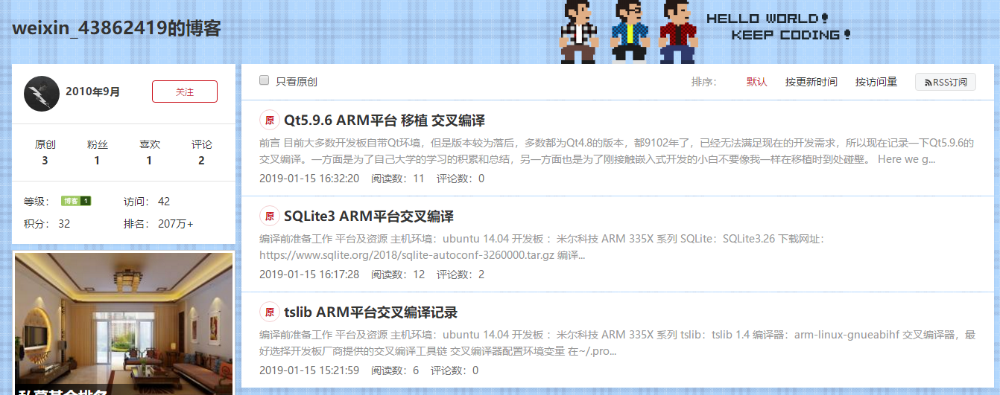 weixin_43862419的博客
HELLO WORLD!
KEEP CODING!
2010年9月
关注
原创 粉丝 喜欢 评论
3 1 1 2
等级： 博客 1 访问： 42
积分： 32 排名： 207万+
只看原创 排序： 默认 按更新时间 按访问量 RSS订阅
原 Qt5.9.6 ARM平台 移植 交叉编译
前言 目前大多数开发板自带Qt环境，但是版本较为落后，多数都为Qt4.8的版本，都9102年了，已经无法满足现在的开发需求，所以现在记录一下Qt5.9.6的
交叉编译。一方面是为了自己大学的学习的积累和总结，另一方面也是为了刚接触嵌入式开发的小白不要像我一样在移植时到处碰壁。 Here we g...
2019-01-15 16:32:20 阅读数：11 评论数：0
原 SQLite3 ARM平台交叉编译
编译前准备工作 平台及资源 主机环境：ubuntu 14.04 开发板 ：米尔科技 ARM 335X 系列 SQLite：SQLite3.26 下载网址：
https://www.sqlite.org/2018/sqlite-autoconf-3260000.tar.gz 编译...
2019-01-15 16:17:28 阅读数：12 评论数：2
原 tslib ARM平台交叉编译记录
编译前准备工作 平台及资源 主机环境：ubuntu 14.04 开发板 ：米尔科技 ARM 335X 系列 tslib：tslib 1.4 编译器：arm-linux-gnueabihf 交叉编译器，最
好选择开发板厂商提供的交叉编译工具链 交叉编译器配置环境变量 在~/.pro...
2019-01-15 15:21:59 阅读数：6 评论数：0
私募基金排名